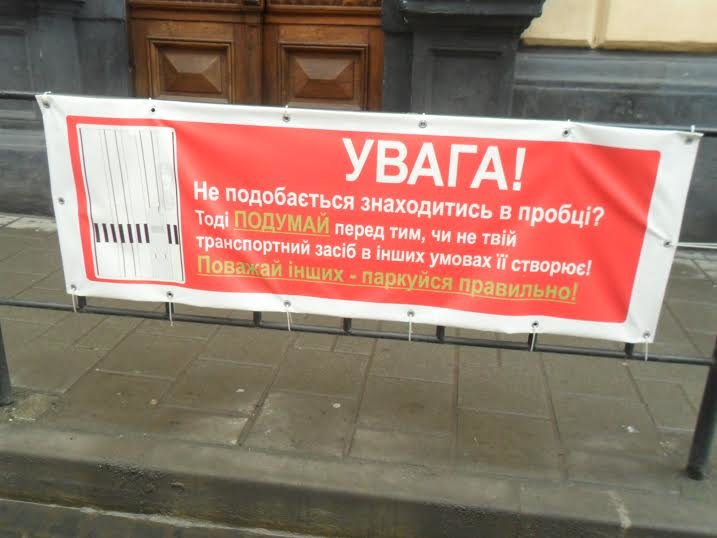 УВАГА!
Не подобається знаходитись в пробці?
Тоді ПОДУМАЙ перед тим, чи не твій
транспортний засіб в інших умовах її створює!
Поважай інших - паркуйся правильно!